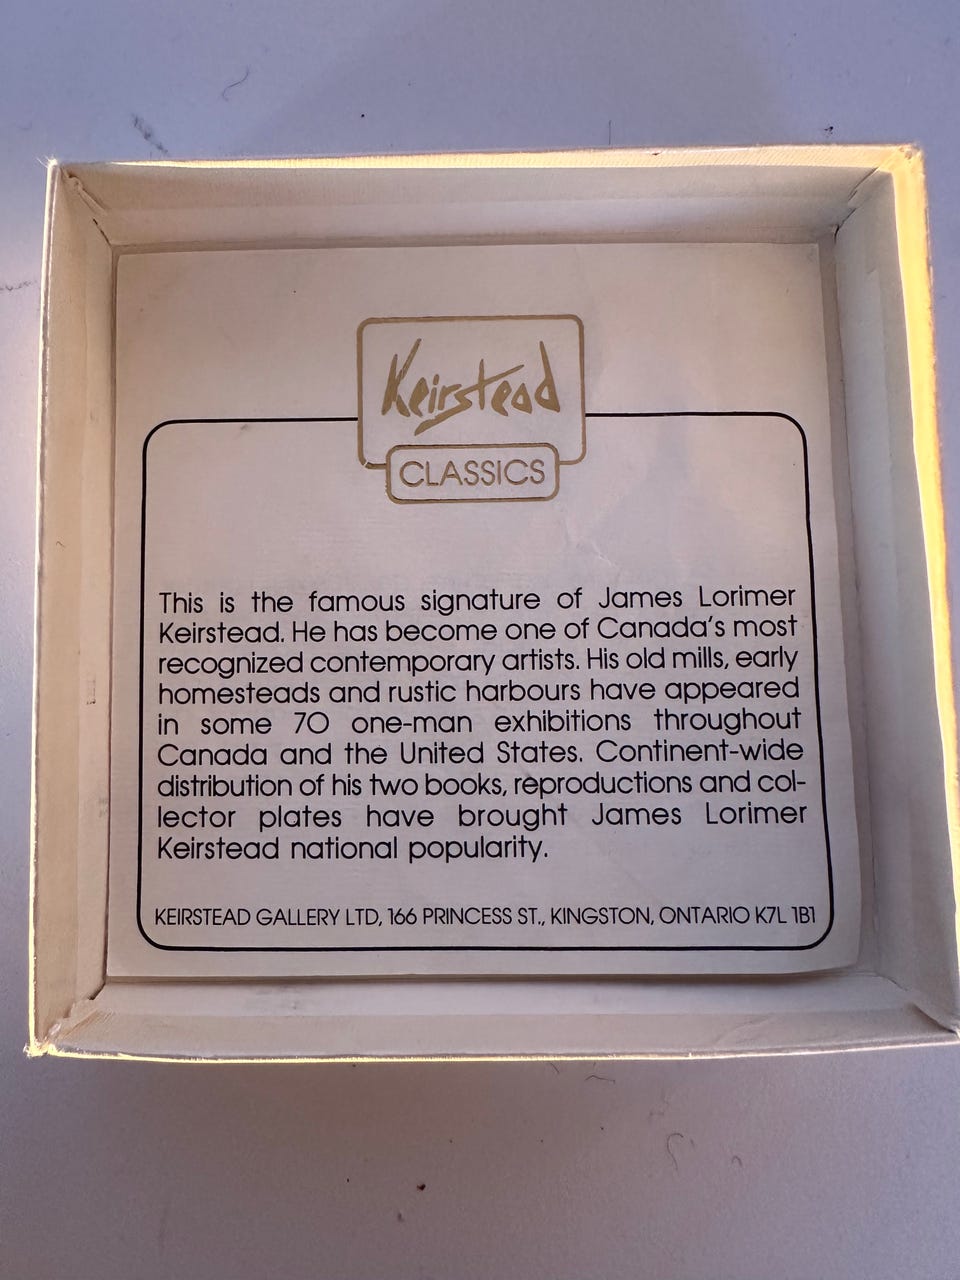 Keirstead
CLASSICS
This is the famous signature of James Lorimer
Keirstead. He has become one of Canada's most
recognized contemporary artists. His old mills, early
homesteads and rustic harbours have appeared
in some 70 one-man exhibitions throughout
Canada and the United States. Continent-wide
distribution of his two books, reproductions and col-
lector plates have brought James Lorimer
Keirstead national popularity.
KEIRSTEAD GALLERY LTD, 166 PRINCESS ST., KINGSTON, ONTARIO K7L 1B1